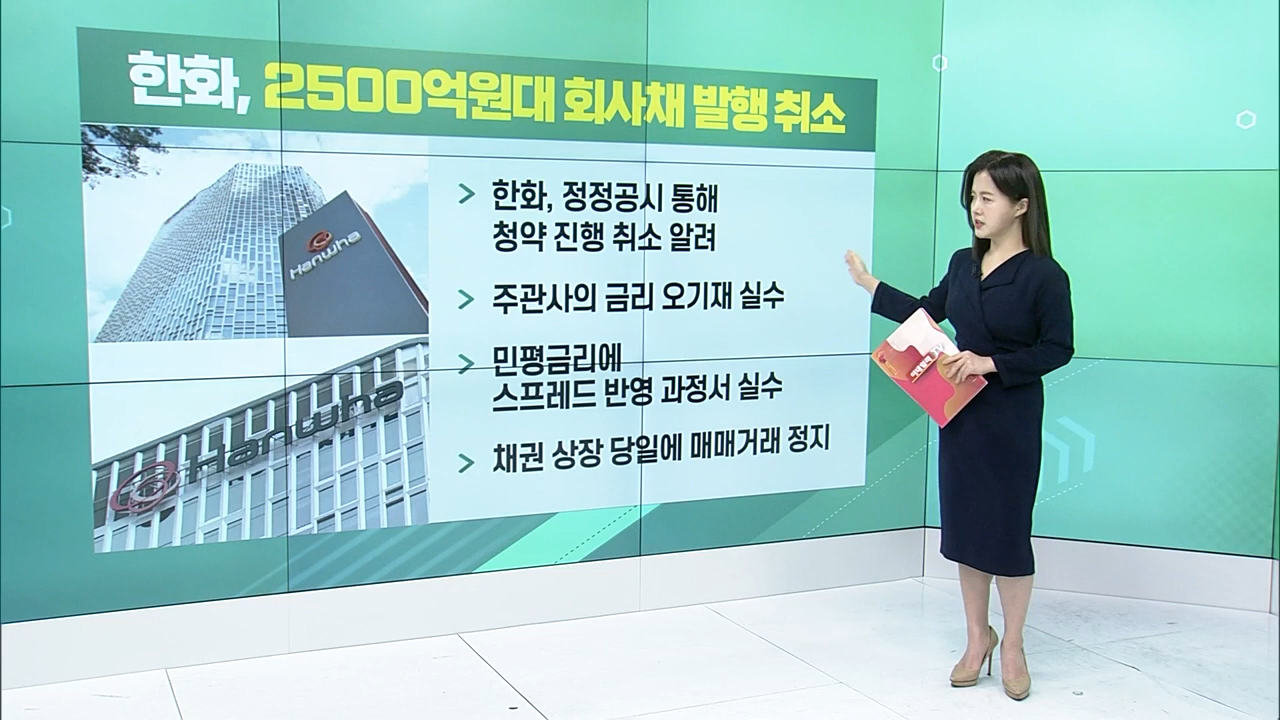 한화, 2500억원대 회사채 발행 취소
한화, 정정공시 통해
청약 진행 취소 알려
주관사의 금리 오기재 실수
민평금리에
스프레드 반영 과정서 실수
채권 상장 당일에 매매거래 정지
Hanwha
Hanwha